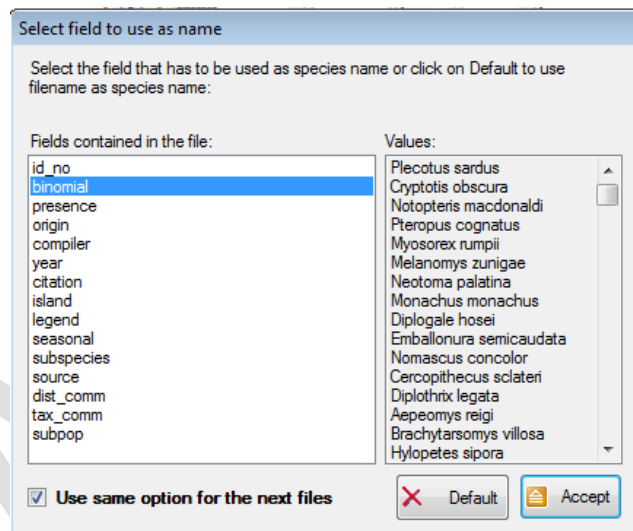 Select field to use as name
Select the field that has to be used as species name or click on Default to use
filename as species name:
Fields contained in the file:
id_no
binomial
presence
origin
compiler
year
citation
island
legend
seasonal
subspecies
source
dist_comm
tax_comm
subpop
Values:
Plecotus sardus
Cryptotis obscura
Notopteris macdonaldi
Pteropus cognatus
Myosorex rumpii
Melanomys zunigae
Neotoma palatina
Monachus monachus
Diplogale hosei
Emballonura semicaudata
Nomascus concolor
Cercopithecus sclateri
Diplothrix legata
Aepeomys reigi
Brachytarsomys villosa
Hylopetes sipora
Use same option for the next files
Default
Accept